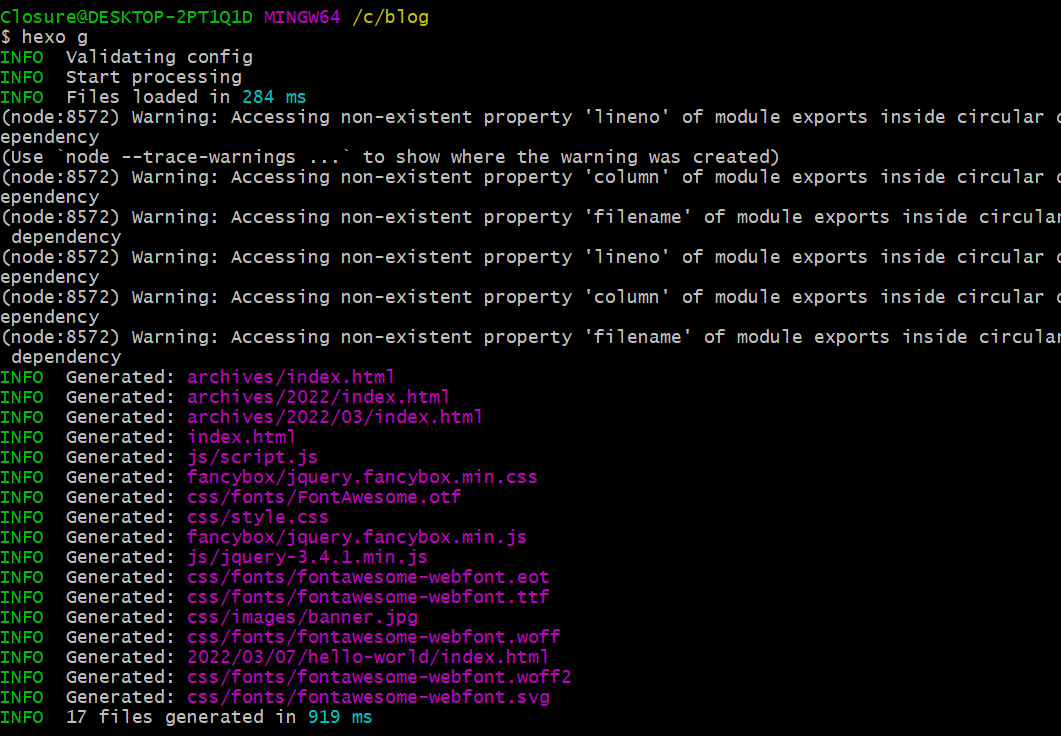 Closure@DESKTOP-2PT1Q1D MINGW64 /c/blog
$ hexo g
INFO  Validating config
INFO  Start processing
INFO  Files loaded in 284 ms
(node:8572) Warning: Accessing non-existent property 'lineno' of module exports inside circular d
ependency
(Use `node --trace-warnings ...` to show where the warning was created)
(node:8572) Warning: Accessing non-existent property 'column' of module exports inside circular d
ependency
(node:8572) Warning: Accessing non-existent property 'filename' of module exports inside circular
 dependency
(node:8572) Warning: Accessing non-existent property 'lineno' of module exports inside circular d
ependency
(node:8572) Warning: Accessing non-existent property 'column' of module exports inside circular d
ependency
(node:8572) Warning: Accessing non-existent property 'filename' of module exports inside circular
 dependency
INFO  Generated: archives/index.html
INFO  Generated: archives/2022/index.html
INFO  Generated: archives/2022/03/index.html
INFO  Generated: index.html
INFO  Generated: js/script.js
INFO  Generated: fancybox/jquery.fancybox.min.css
INFO  Generated: css/fonts/FontAwesome.otf
INFO  Generated: css/style.css
INFO  Generated: fancybox/jquery.fancybox.min.js
INFO  Generated: js/jquery-3.4.1.min.js
INFO  Generated: css/fonts/fontawesome-webfont.eot
INFO  Generated: css/fonts/fontawesome-webfont.ttf
INFO  Generated: css/images/banner.jpg
INFO  Generated: css/fonts/fontawesome-webfont.woff
INFO  Generated: 2022/03/07/hello-world/index.html
INFO  Generated: css/fonts/fontawesome-webfont.woff2
INFO  Generated: css/fonts/fontawesome-webfont.svg
INFO  17 files generated in 919 ms